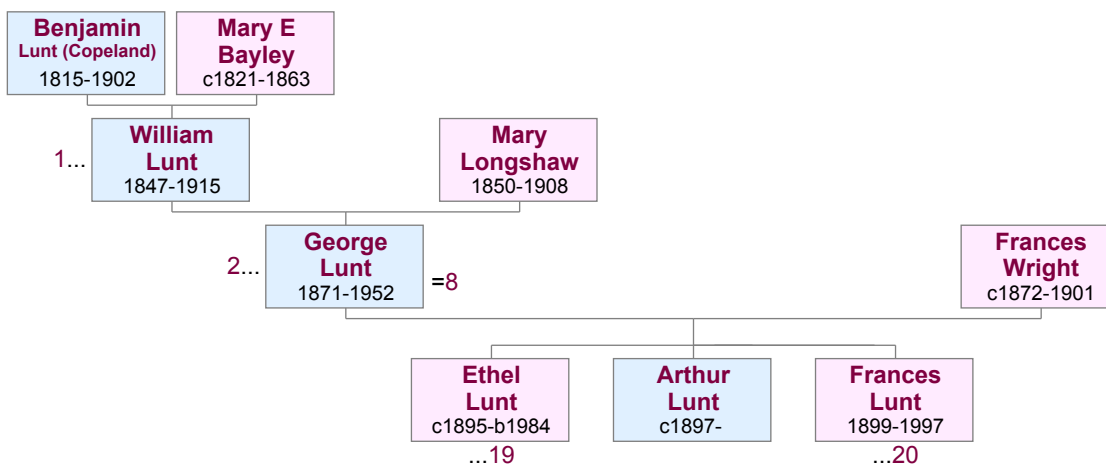 Benjamin
Lunt (Copeland)
1815-1902
Mary E
Bayley
c1821-1863
1...
William
Lunt
1847-1915
Mary
Longshaw
1850-1908
2...
George
Lunt
1871-1952
=8
Frances
Wright
c1872-1901
Ethel
Lunt
c1895-b1984
...19
Arthur
Lunt
c1897-
Frances
Lunt
1899-1997
...20